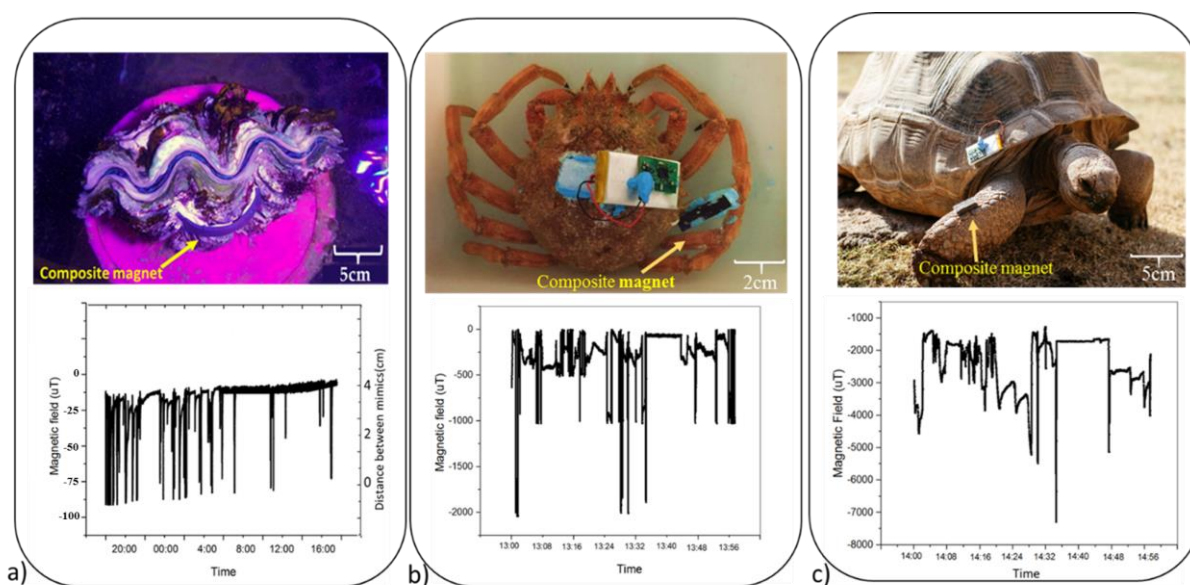 Composite magnet
5cm
Magnetic field (uT)
0
-25
-50
-75
-100
Distance between mimics(cm)
4
2
0
20:00 00:00 4:00 8:00 12:00 16:00
Time
a)
Composite magnet
2cm
Magnetic field (uT)
0
-500
-1000
-1500
-2000
13:00 13:08 13:16 13:24 13:32 13:40 13:48 13:56
Time
b)
Composite magnet
5cm
Magnetic Field (uT)
-1000
-2000
-3000
-4000
-5000
-6000
-7000
-8000
14:00 14:08 14:16 14:24 14:32 14:40 14:48 14:56
Time
c)